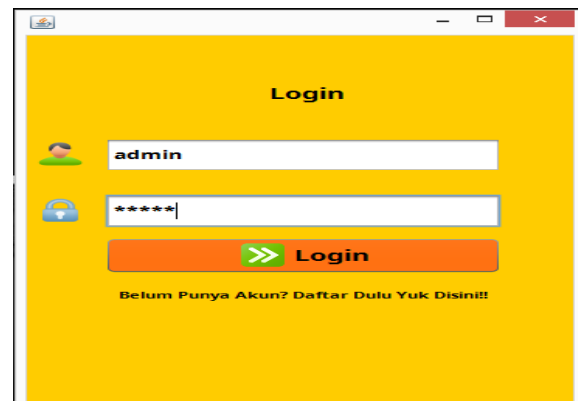 Login
admin
*****
Login
Belum Punya Akun? Daftar Dulu Yuk Disini!!